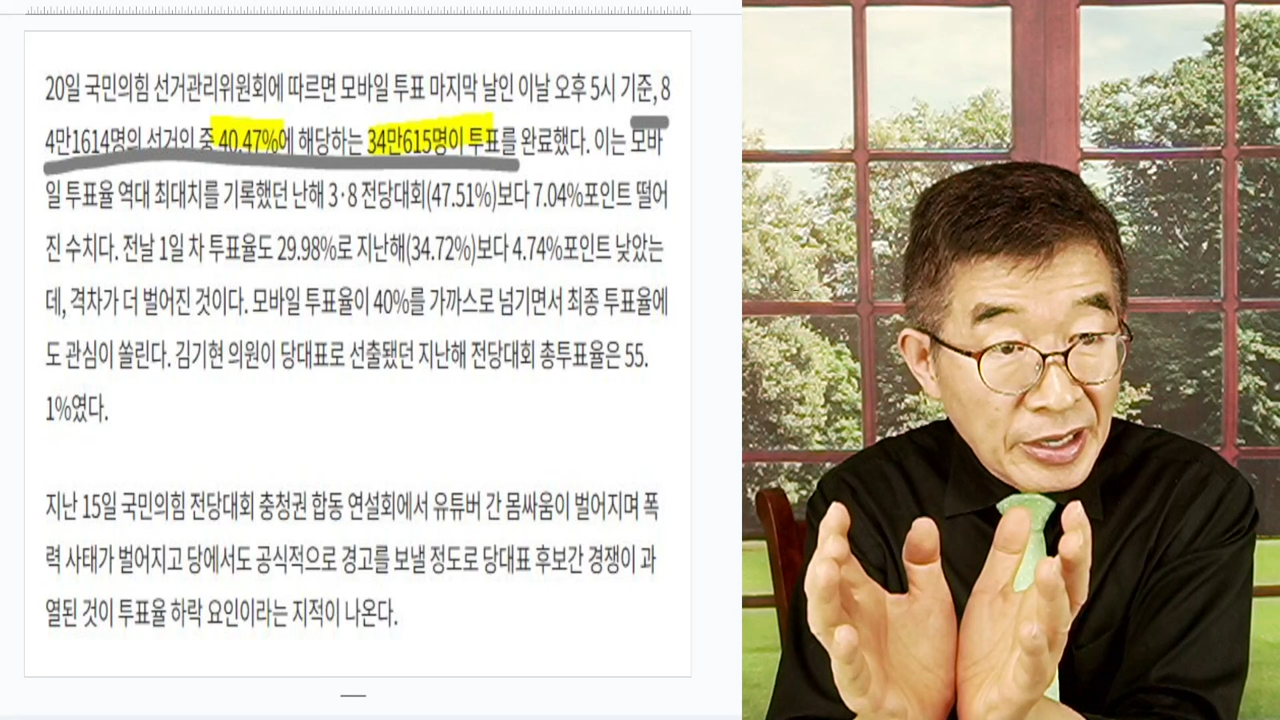 20일 국민의힘 선거관리위원회에 따르면 모바일 투표 마지막 날인 이날 오후 5시 기준, 8
4만1614명의 선거인 중 40.47%에 해당하는 34만615명이 투표를 완료했다. 이는 모바
일 투표율 역대 최대치를 기록했던 난해 3·8 전당대회(47.51%)보다 7.04%포인트 떨어
진 수치다. 전날 1일 차 투표율도 29.98%로 지난해(34.72%)보다 4.74%포인트 낮았는
데, 격차가 더 벌어진 것이다. 모바일 투표율이 40%를 가까스로 넘기면서 최종 투표율에
도 관심이 쏠린다. 김기현 의원이 당대표로 선출됐던 지난해 전당대회 총투표율은 55.
1%였다.
지난 15일 국민의힘 전당대회 충청권 합동 연설회에서 유튜버 간 몸싸움이 벌어지며 폭
력 사태가 벌어지고 당에서도 공식적으로 경고를 보낼 정도로 당대표 후보간 경쟁이 과
열된 것이 투표율 하락 요인이라는 지적이 나온다.